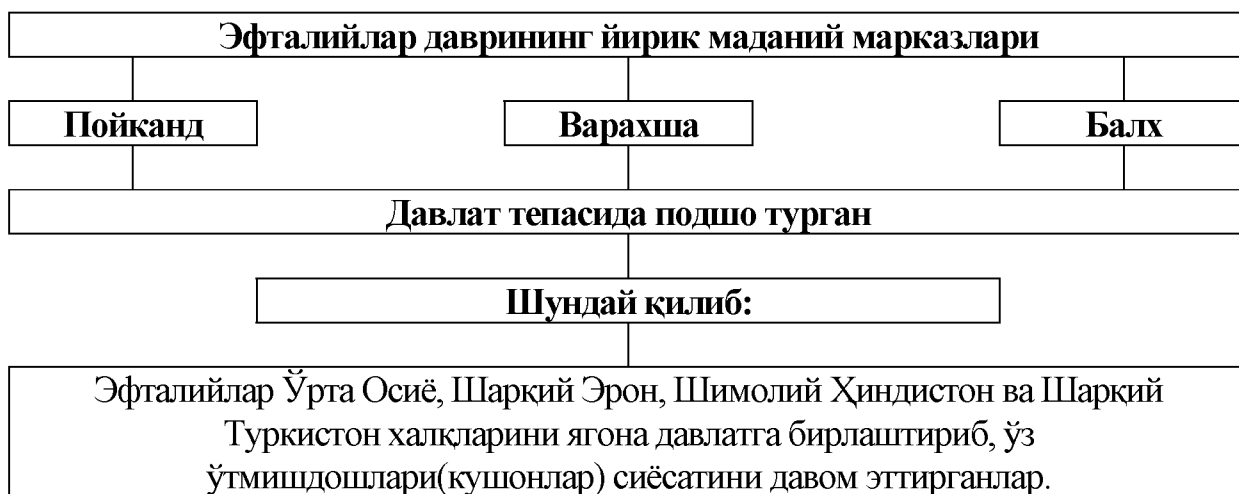 Эфталийлар даврининг йирик маданий марказлари
Пойканд
Варахша
Балх
Давлат тепасида подшо турган
Шундай қилиб:
Эфталийлар Ўрта Осиё, Шарқий Эрон, Шимолий Ҳиндистон ва Шарқий
Туркистон халқларини ягона давлатга бирлаштириб, ўз
ўтмишдошлари(кушонлар) сиёсатини давом эттирганлар.